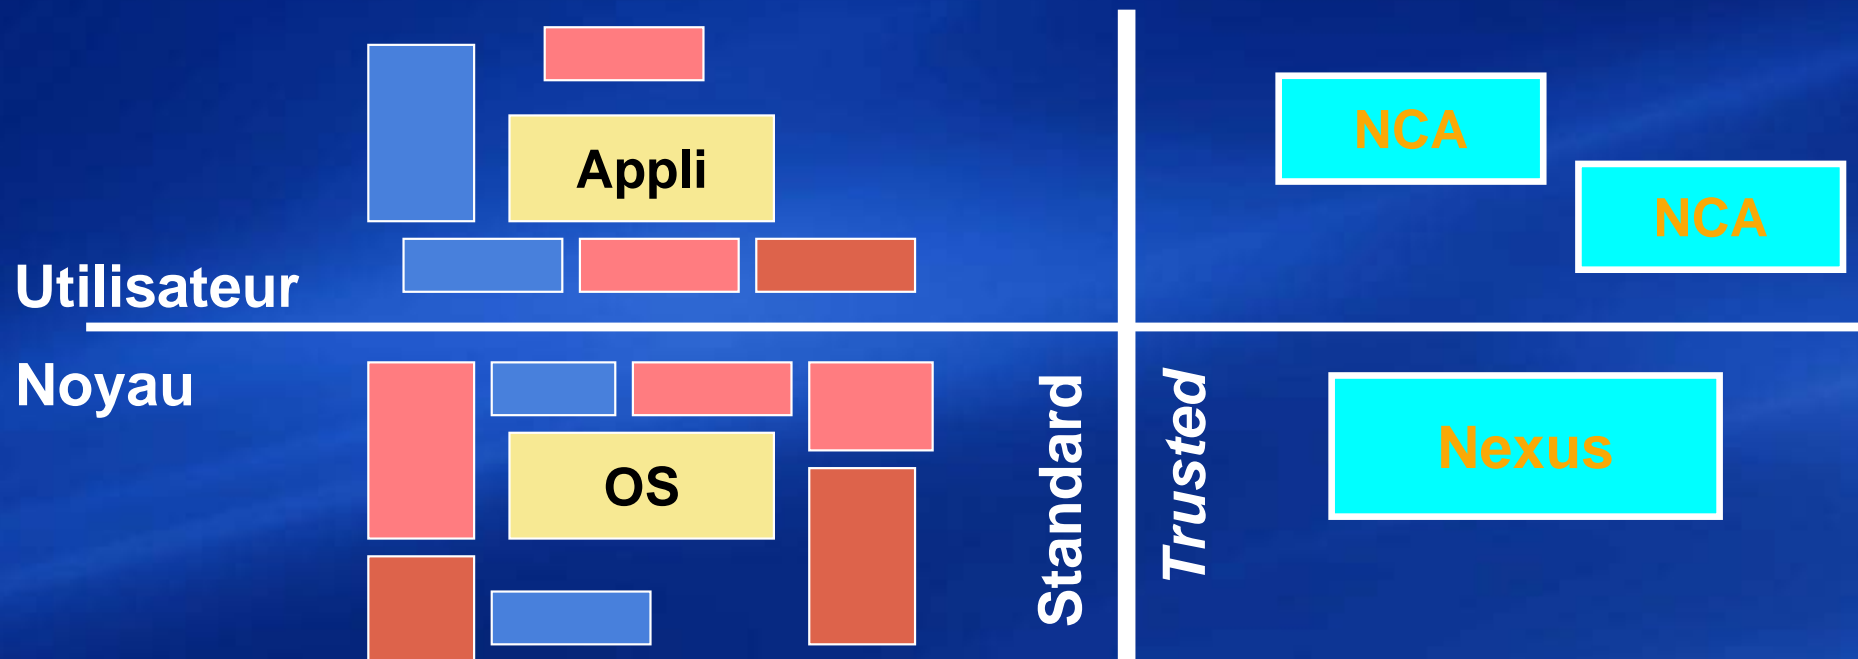 Appli
NCA
NCA
Utilisateur
Noyau
OS
Standard
Trusted
Nexus